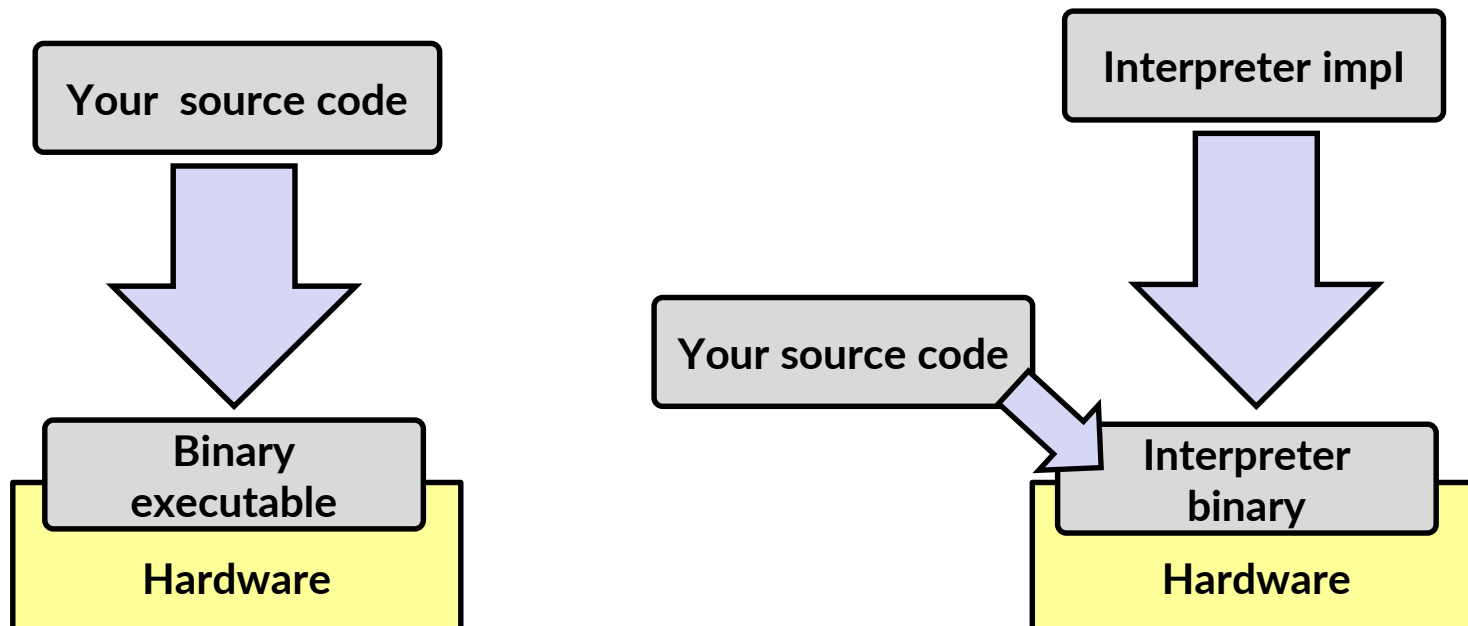 Your  source code
Binary
executable
Hardware
Interpreter impl
Your source code
Interpreter
binary
Hardware